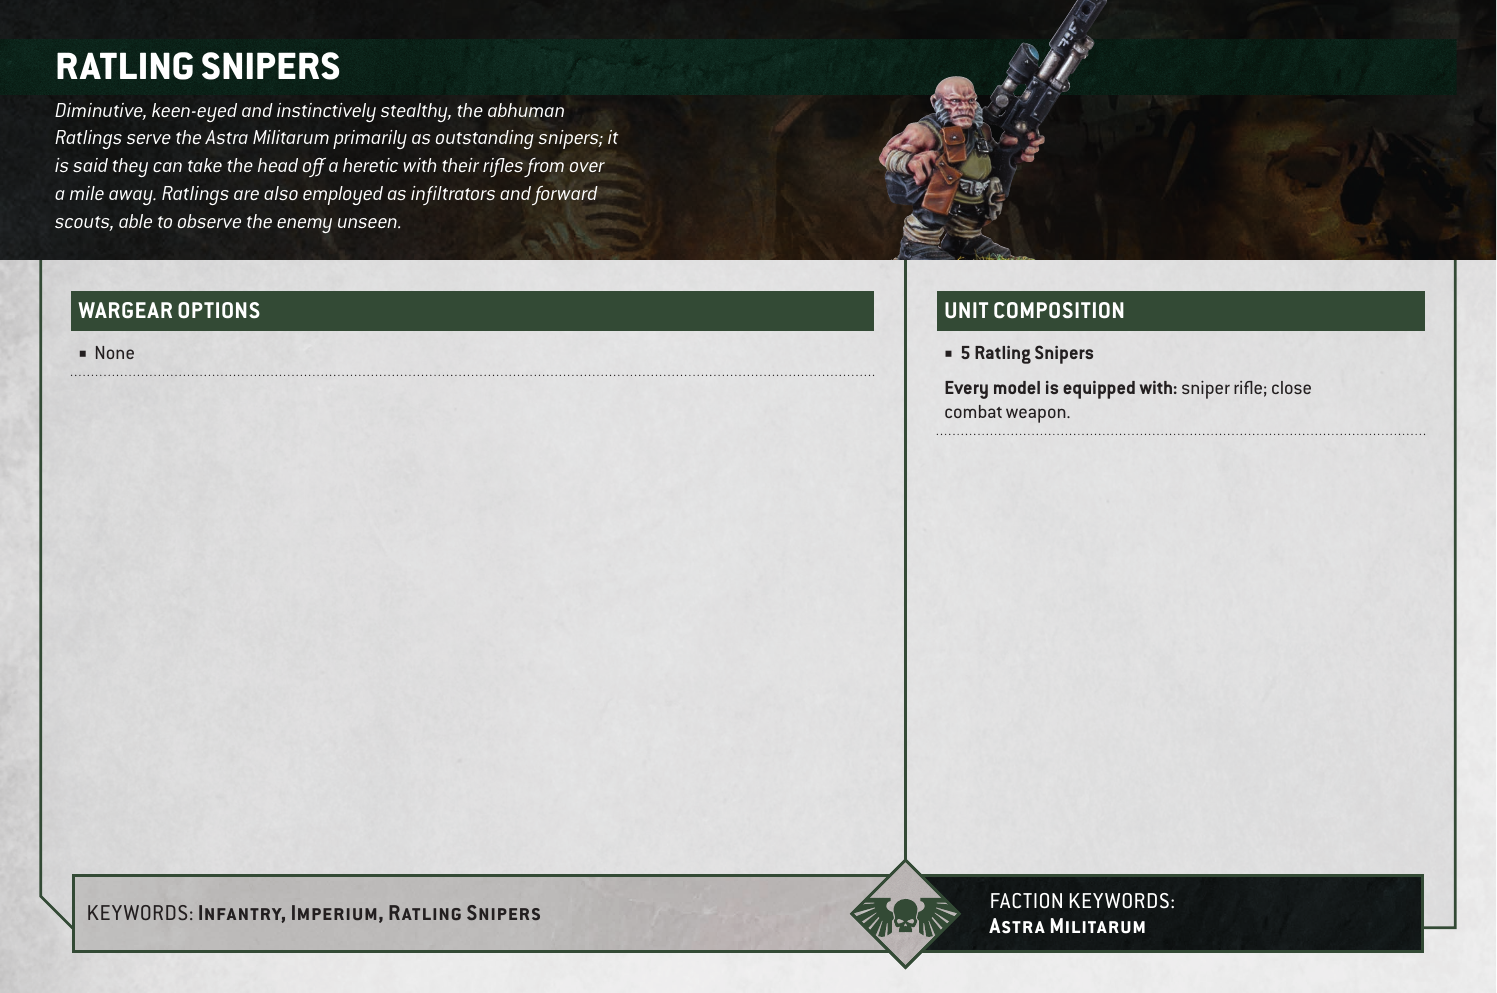 RATLING SNIPERS
Diminutive, keen-eyed and instinctively stealthy, the abhuman
Ratlings serve the Astra Militarum primarily as outstanding snipers; it
is said they can take the head off a heretic with their rifles from over
a mile away. Ratlings are also employed as infiltrators and forward
scouts, able to observe the enemy unseen.
WARGEAR OPTIONS
▪ None
UNIT COMPOSITION
▪ 5 Ratling Snipers
Every model is equipped with: sniper rifle; close
combat weapon.
KEYWORDS: Infantry, Imperium, Ratling Snipers
FACTION KEYWORDS:
Astra Militarum